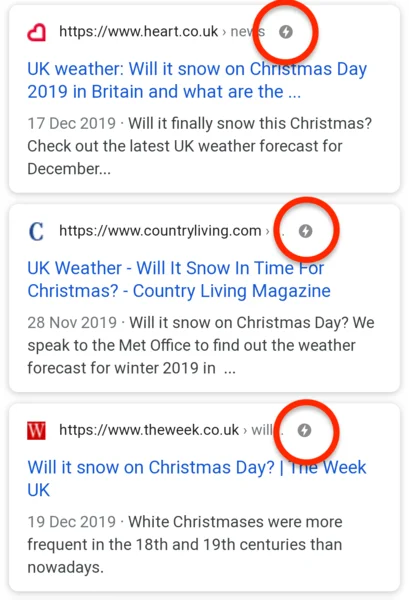 https://www.heart.co.uk › news
UK weather: Will it snow on Christmas Day
2019 in Britain and what are the ...
17 Dec 2019 · Will it finally snow this Christmas?
Check out the latest UK weather forecast for
December...
C https://www.countryliving.com › ..
UK Weather - Will It Snow In Time For
Christmas? - Country Living Magazine
28 Nov 2019 · Will it snow on Christmas Day? We
speak to the Met Office to find out the weather
forecast for winter 2019 in ...
W https://www.theweek.co.uk › will..
Will it snow on Christmas Day? | The Week
UK
19 Dec 2019 · White Christmases were more
frequent in the 18th and 19th centuries than
nowadays.